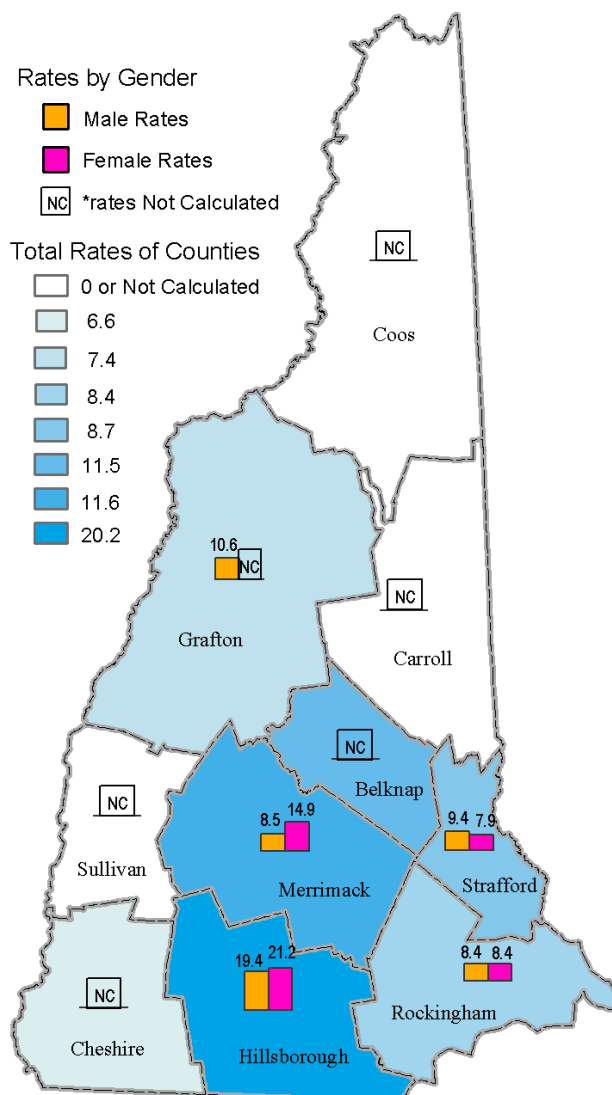 Rates by Gender
Male Rates
Female Rates
NC *rates Not Calculated
Total Rates of Counties
0 or Not Calculated
6.6
7.4
8.4
8.7
11.5
11.6
20.2
NC
Coos
10.6
NC
Grafton
NC
Carroll
NC
Belknap
NC
Sullivan
8.5 14.9
Merrimack
9.4 7.9
Strafford
8.4 8.4
Rockingham
19.4 21.2
Hillsborough
NC
Cheshire